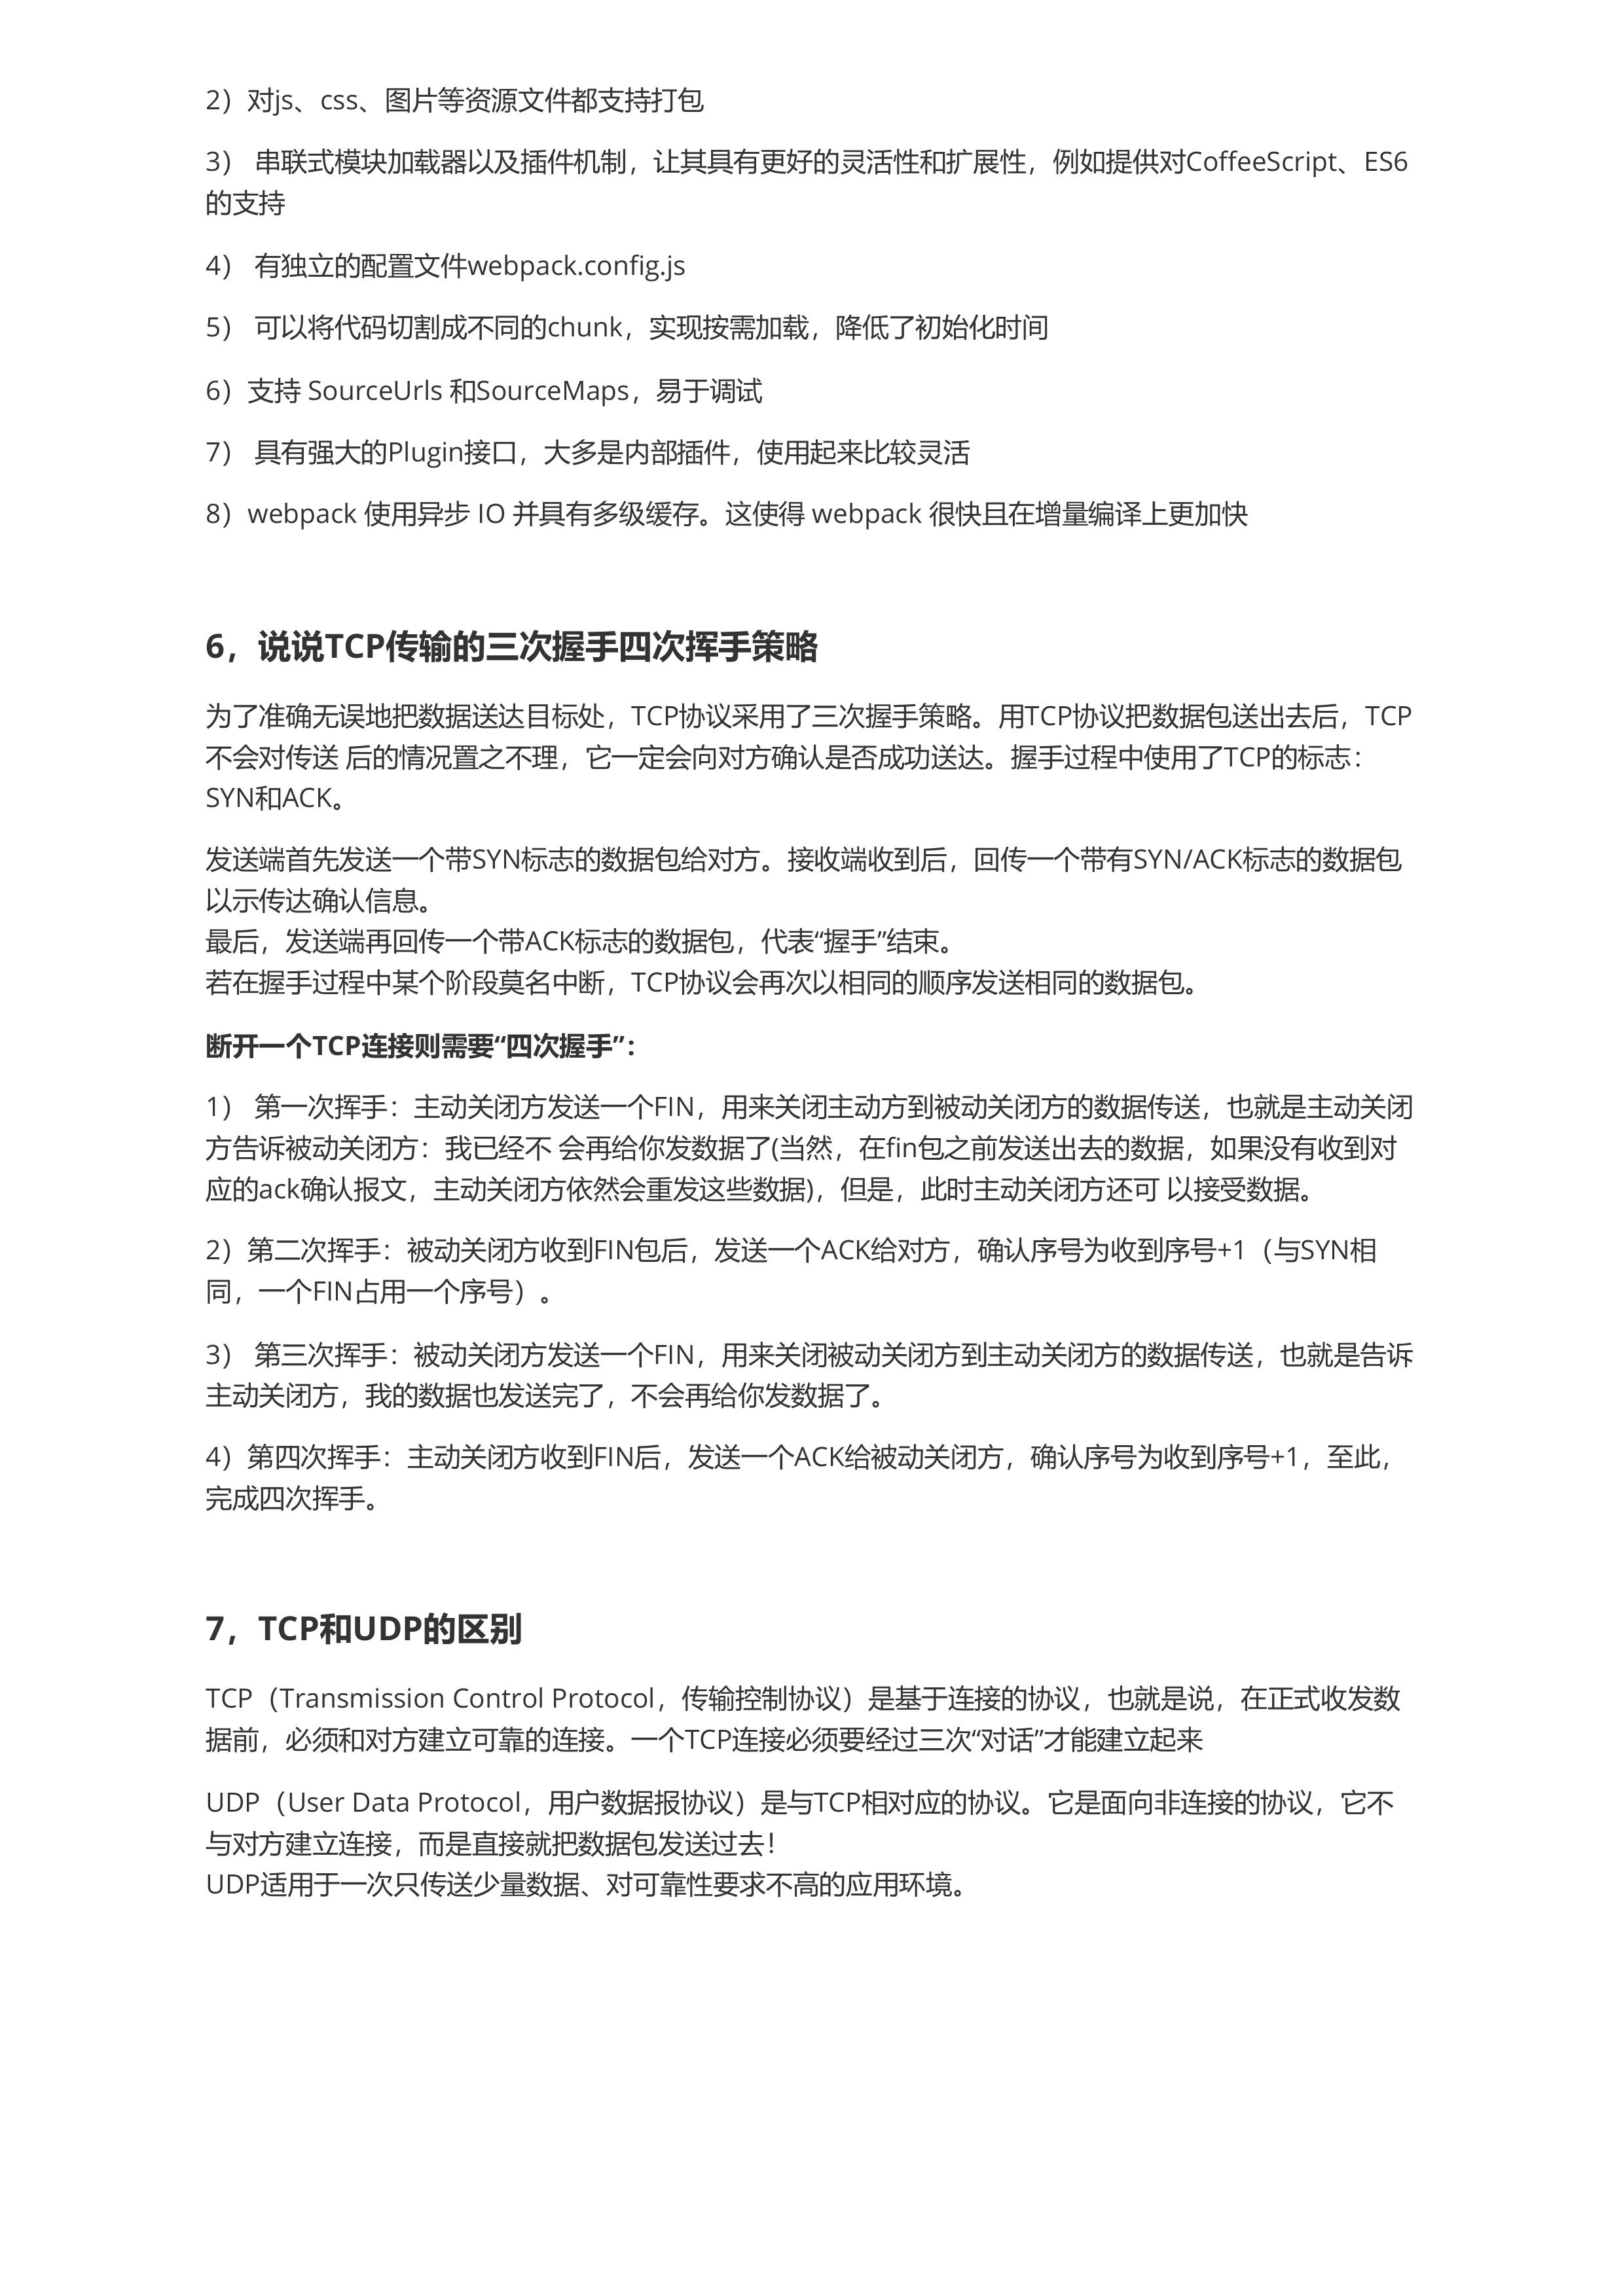 2）对js、css、图片等资源文件都支持打包
3） 串联式模块加载器以及插件机制，让其具有更好的灵活性和扩展性，例如提供对CoffeeScript、ES6
的支持
4） 有独立的配置文件webpack.config.js
5） 可以将代码切割成不同的chunk，实现按需加载，降低了初始化时间
6）支持 SourceUrls 和SourceMaps，易于调试
7） 具有强大的Plugin接口，大多是内部插件，使用起来比较灵活
8）webpack 使用异步 IO 并具有多级缓存。这使得 webpack 很快且在增量编译上更加快
6，说说TCP传输的三次握手四次挥手策略
为了准确无误地把数据送达目标处，TCP协议采用了三次握手策略。用TCP协议把数据包送出去后，TCP
不会对传送 后的情况置之不理，它一定会向对方确认是否成功送达。握手过程中使用了TCP的标志：
SYN和ACK。
发送端首先发送一个带SYN标志的数据包给对方。接收端收到后，回传一个带有SYN/ACK标志的数据包
以示传达确认信息。
最后，发送端再回传一个带ACK标志的数据包，代表“握手”结束。
若在握手过程中某个阶段莫名中断，TCP协议会再次以相同的顺序发送相同的数据包。
断开一个TCP连接则需要“四次握手”：
1） 第一次挥手：主动关闭方发送一个FIN，用来关闭主动方到被动关闭方的数据传送，也就是主动关闭
方告诉被动关闭方：我已经不 会再给你发数据了(当然，在fin包之前发送出去的数据，如果没有收到对
应的ack确认报文，主动关闭方依然会重发这些数据)，但是，此时主动关闭方还可 以接受数据。
2）第二次挥手：被动关闭方收到FIN包后，发送一个ACK给对方，确认序号为收到序号+1（与SYN相
同，一个FIN占用一个序号）。
3） 第三次挥手：被动关闭方发送一个FIN，用来关闭被动关闭方到主动关闭方的数据传送，也就是告诉
主动关闭方，我的数据也发送完了，不会再给你发数据了。
4）第四次挥手：主动关闭方收到FIN后，发送一个ACK给被动关闭方，确认序号为收到序号+1，至此，
完成四次挥手。
7，TCP和UDP的区别
TCP（Transmission Control Protocol，传输控制协议）是基于连接的协议，也就是说，在正式收发数
据前，必须和对方建立可靠的连接。一个TCP连接必须要经过三次“对话”才能建立起来
UDP（User Data Protocol，用户数据报协议）是与TCP相对应的协议。它是面向非连接的协议，它不
与对方建立连接，而是直接就把数据包发送过去！
UDP适用于一次只传送少量数据、对可靠性要求不高的应用环境。